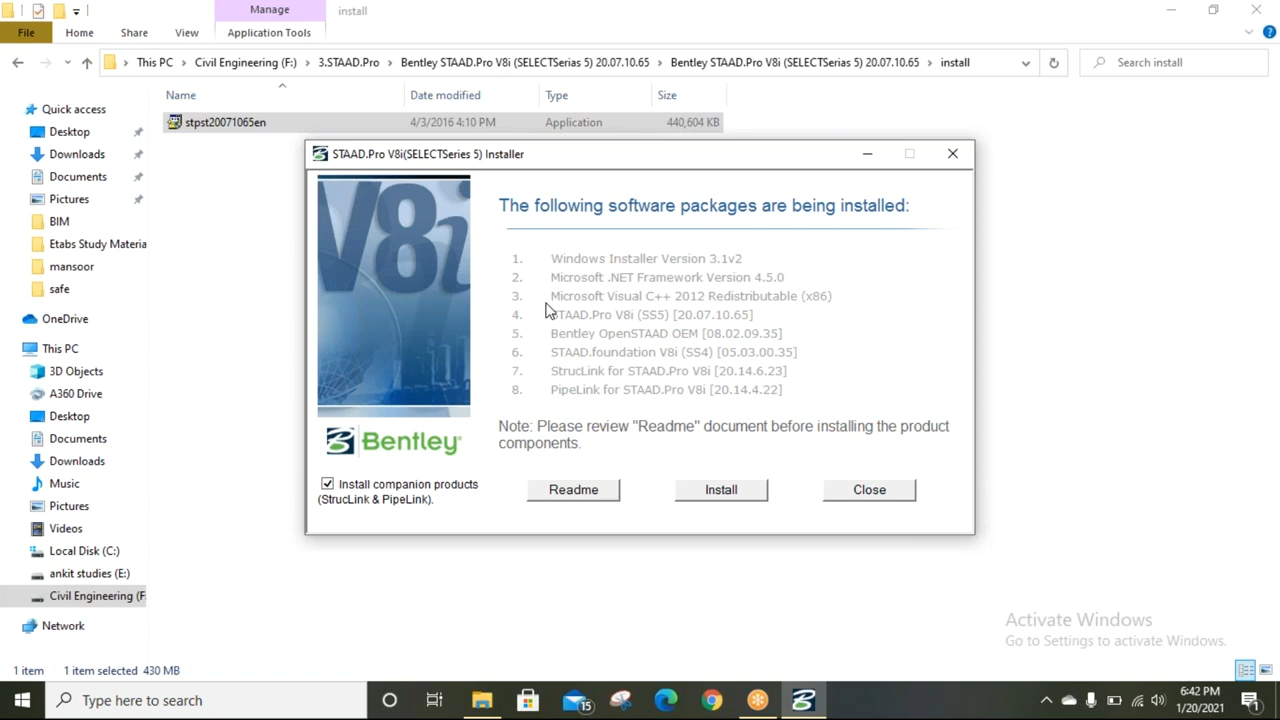 Manage
install
File
Home
Share
View
Application Tools
This PC
Civil Engineering (F:)
3.STAAD.Pro
Bentley STAAD.Pro V8i (SELECTSerias 5) 20.07.10.65
Bentley STAAD.Pro V8i (SELECTSerias 5) 20.07.10.65
install
Search install
Name
Date modified
Type
Size
stpst20071065en
4/3/2016 4:10 PM
Application
440,604 KB
Quick access
Desktop
Downloads
Documents
Pictures
BIM
Etabs Study Materia
mansoor
safe
OneDrive
This PC
3D Objects
A360 Drive
Desktop
Documents
Downloads
Music
Pictures
Videos
Local Disk (C:)
ankit studies (E:)
Civil Engineering (F:
Network
STAAD.Pro V8i(SELECTSeries 5) Installer
V8i
Bentley
The following software packages are being installed:
1. Windows Installer Version 3.1v2
2. Microsoft .NET Framework Version 4.5.0
3. Microsoft Visual C++ 2012 Redistributable (x86)
4. STAAD.Pro V8i (SS5) [20.07.10.65]
5. Bentley OpenSTAAD OEM [08.02.09.35]
6. STAAD.foundation V8i (SS4) [05.03.00.35]
7. StrucLink for STAAD.Pro V8i [20.14.6.23]
8. PipeLink for STAAD.Pro V8i [20.14.4.22]
Note: Please review "Readme" document before installing the product
components.
Install companion products
(StrucLink & PipeLink).
Readme
Install
Close
Activate Windows
Go to Settings to activate Windows.
1 item
1 item selected 430 MB
Type here to search
15
6:42 PM
1/20/2021
1